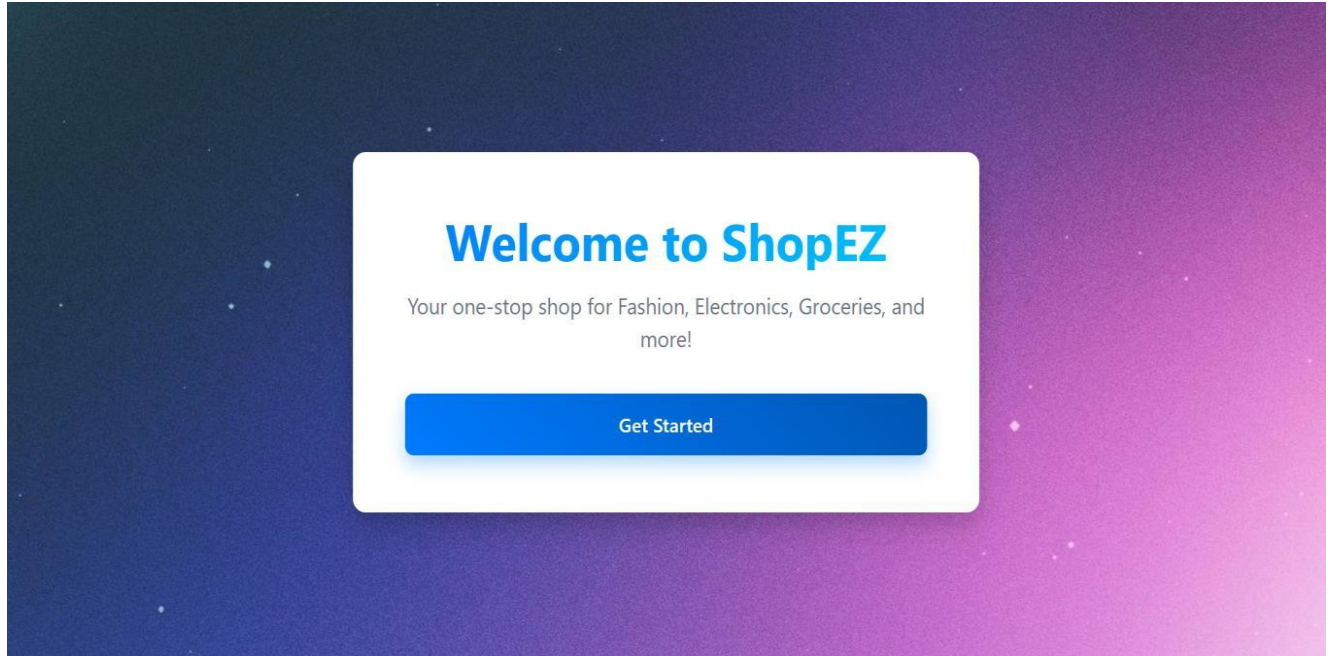 Welcome to ShopEZ
Your one-stop shop for Fashion, Electronics, Groceries, and
more!
Get Started